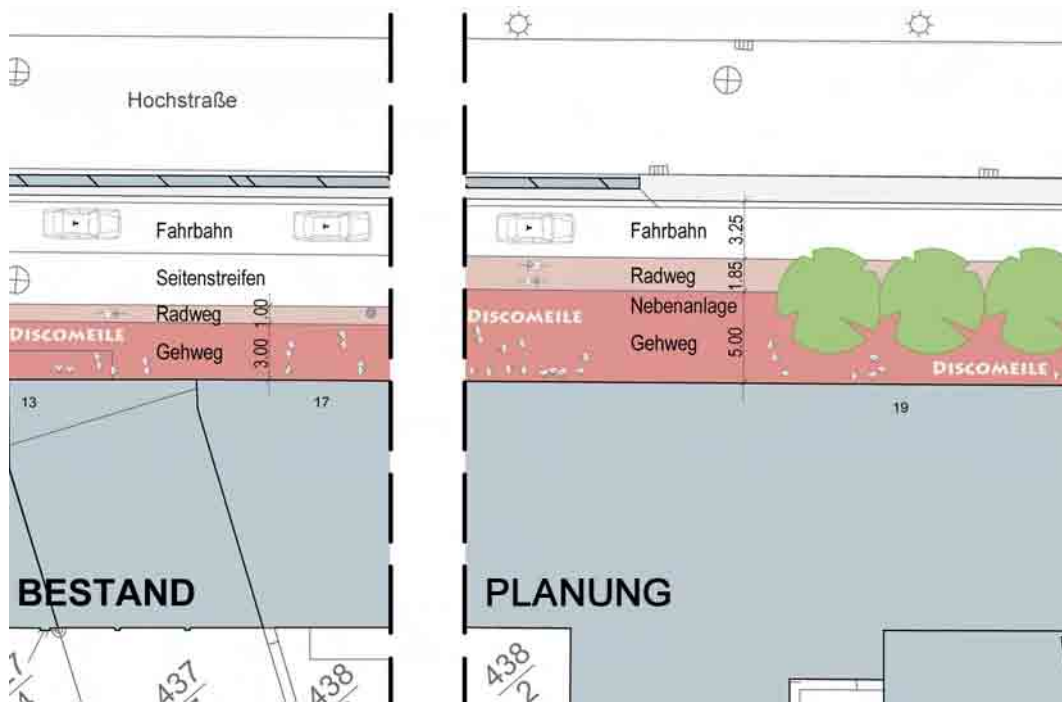 Hochstraße
Fahrbahn
Seitenstreifen
Radweg
1.00
DISCOMEILE
Gehweg
3.00
13
17
BESTAND
437
438
Fahrbahn
3.25
Radweg
1.85
Nebenanlage
DISCOMEILE
Gehweg
5.00
DISCOMEILE
19
PLANUNG
438
2